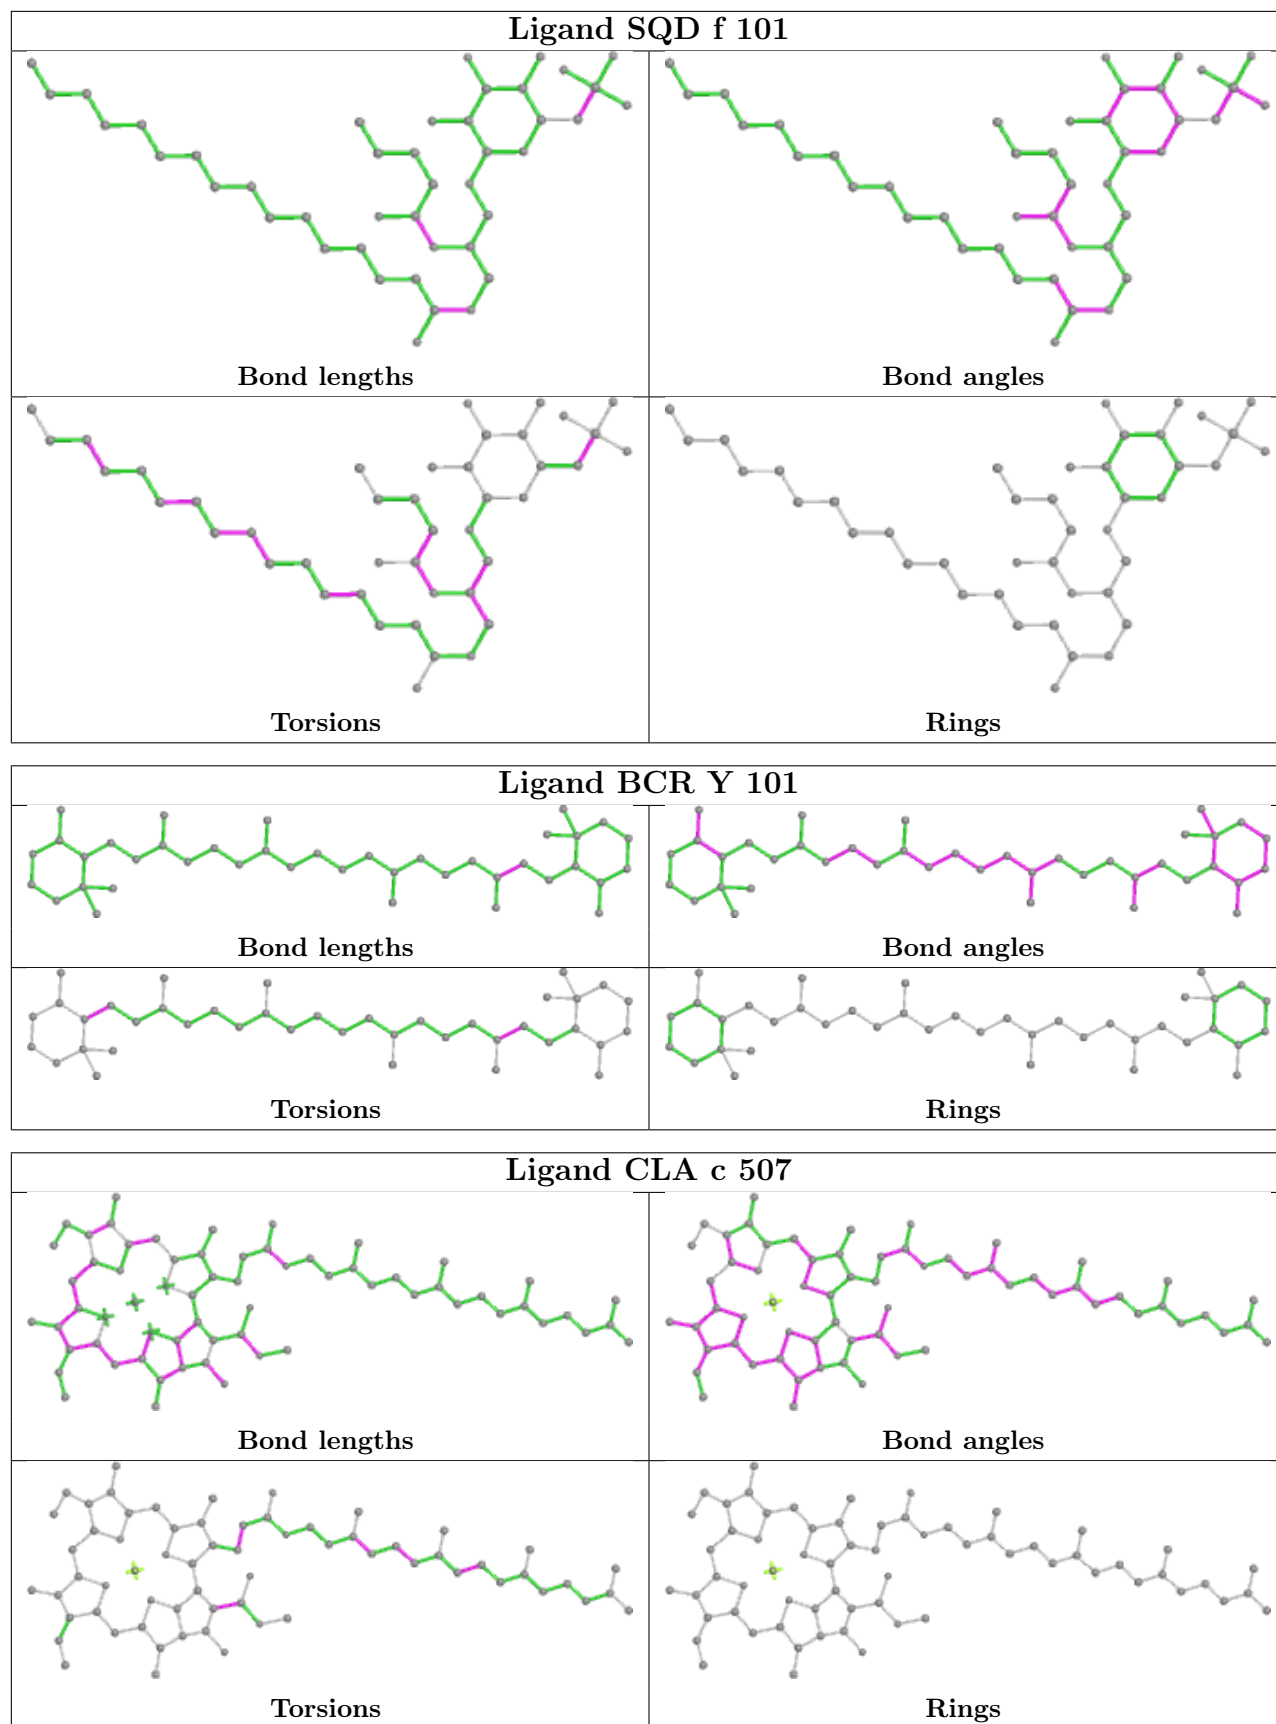 Ligand SQD f 101
Bond lengths
Bond angles
Torsions
Rings
Ligand BCR Y 101
Bond lengths
Bond angles
Torsions
Rings
Ligand CLA c 507
Bond lengths
Bond angles
Torsions
Rings